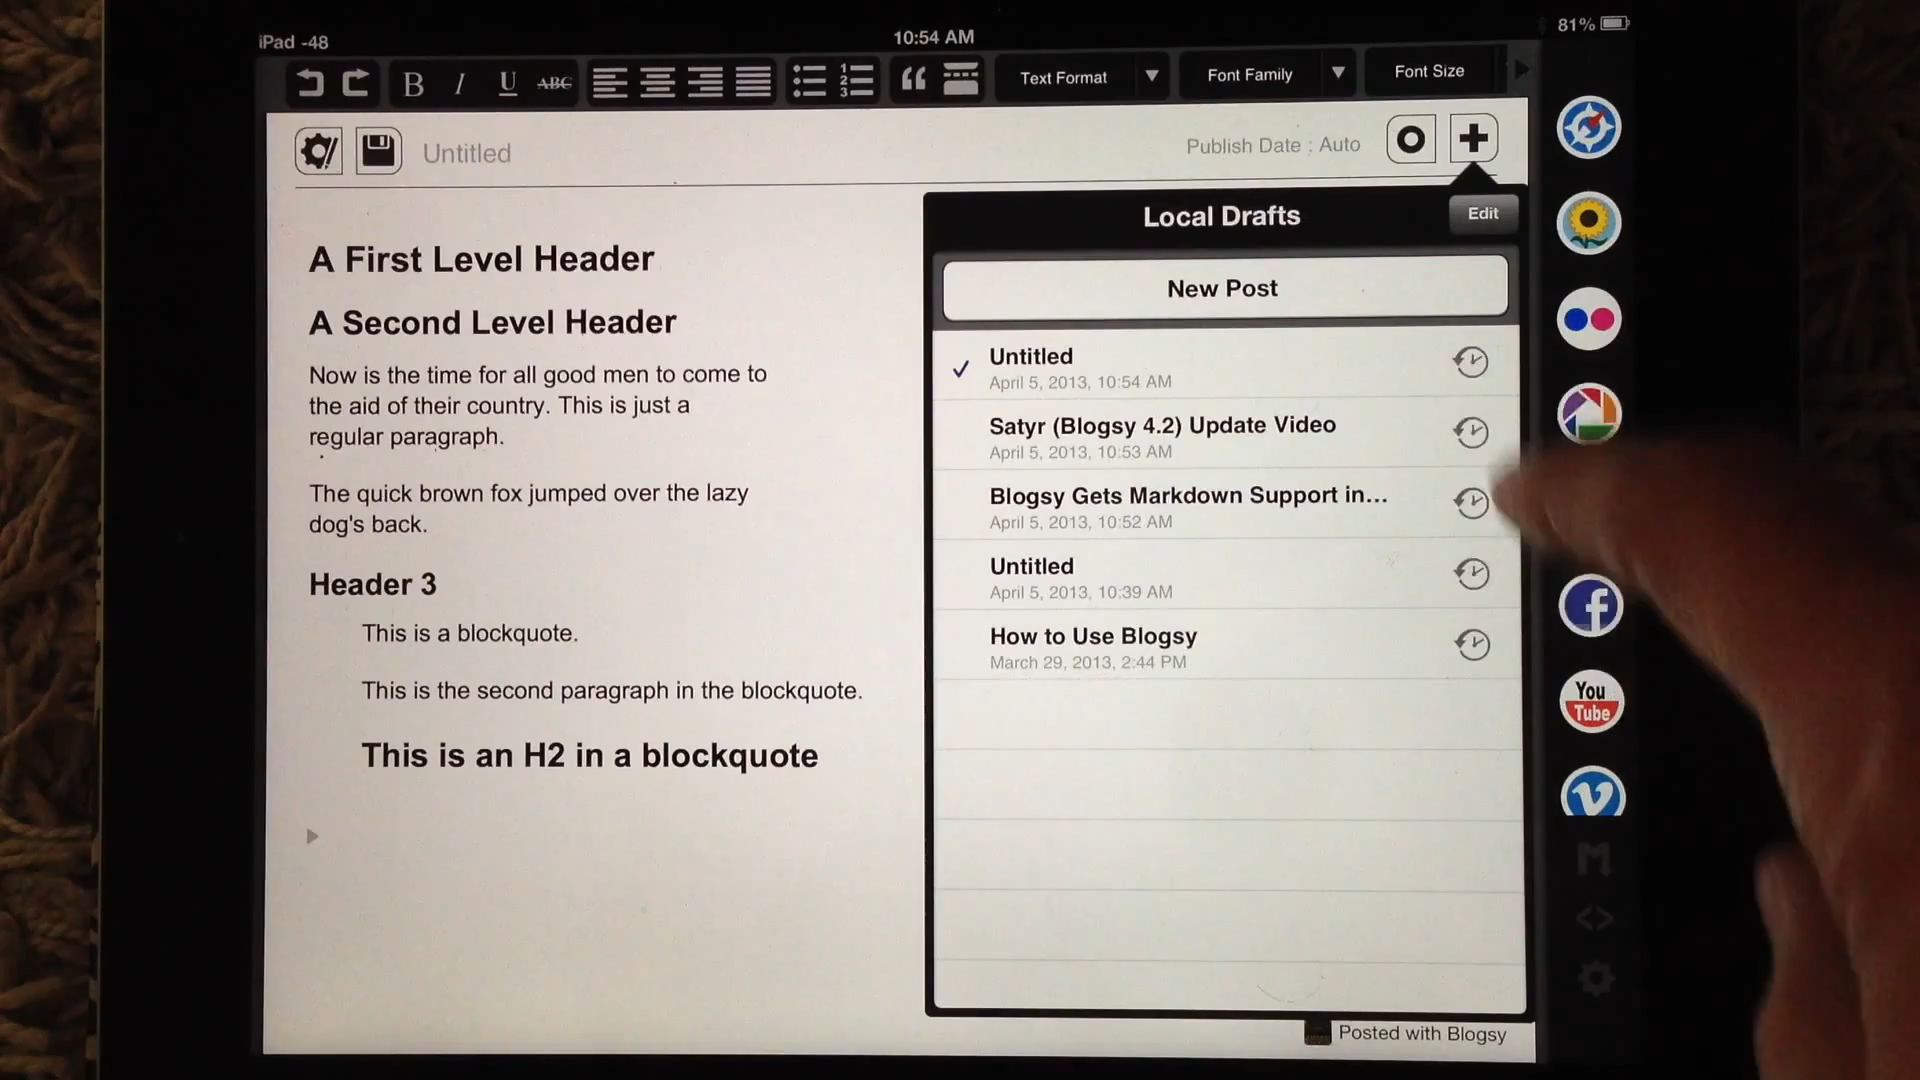 iPad -48
10:54 AM
81%
B I U ABC
Text Format
Font Family
Font Size
Untitled
Publish Date : Auto
A First Level Header
A Second Level Header
Now is the time for all good men to come to
the aid of their country. This is just a
regular paragraph.
The quick brown fox jumped over the lazy
dog's back.
Header 3
This is a blockquote.
This is the second paragraph in the blockquote.
This is an H2 in a blockquote
Local Drafts
Edit
New Post
Untitled
April 5, 2013, 10:54 AM
Satyr (Blogsy 4.2) Update Video
April 5, 2013, 10:53 AM
Blogsy Gets Markdown Support in...
April 5, 2013, 10:52 AM
Untitled
April 5, 2013, 10:39 AM
How to Use Blogsy
March 29, 2013, 2:44 PM
Posted with Blogsy
f
You
Tube
v
M
<>